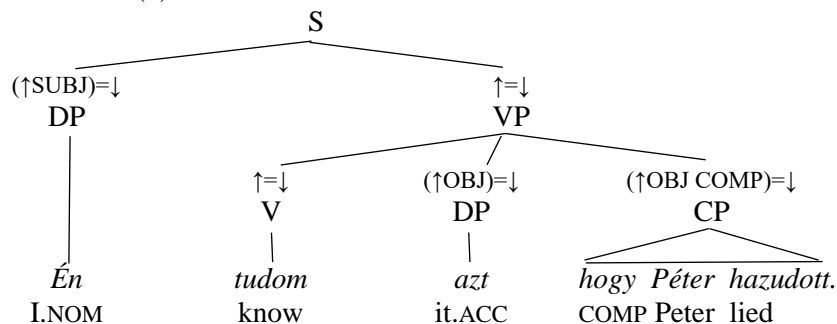 S
(↑SUBJ)=↓ ↑=↓
DP VP
↑=↓ (↑OBJ)=↓ (↑OBJ COMP)=↓
V DP CP
Én tudom azt hogy Péter hazudott.
I.NOM know it.ACC COMP Peter lied